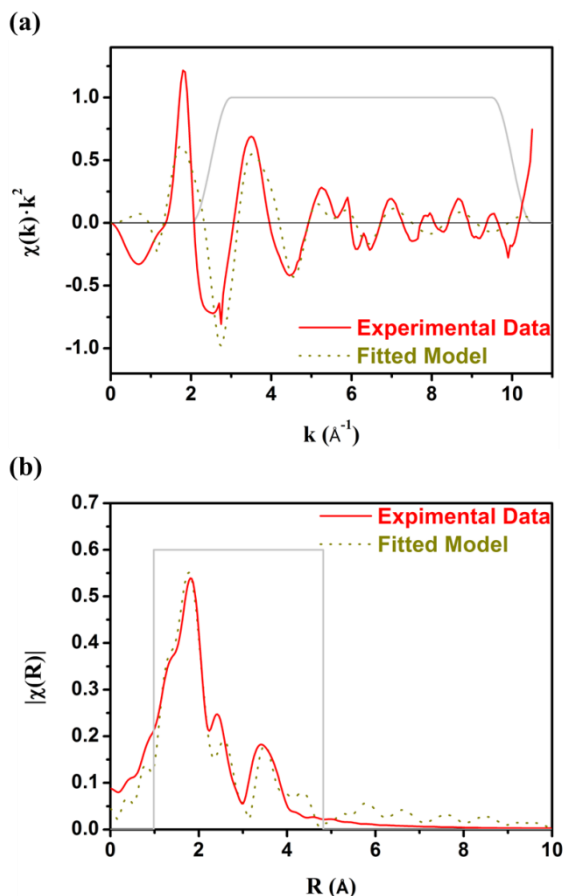 (a)
χ(k)·k²
1.0
0.5
0.0
-0.5
-1.0
Experimental Data
Fitted Model
0 2 4 6 8 10
k (Å⁻¹)
(b)
|χ(R)|
0.7
0.6
0.5
0.4
0.3
0.2
0.1
0.0
Expimental Data
Fitted Model
0 2 4 6 8 10
R (Å)